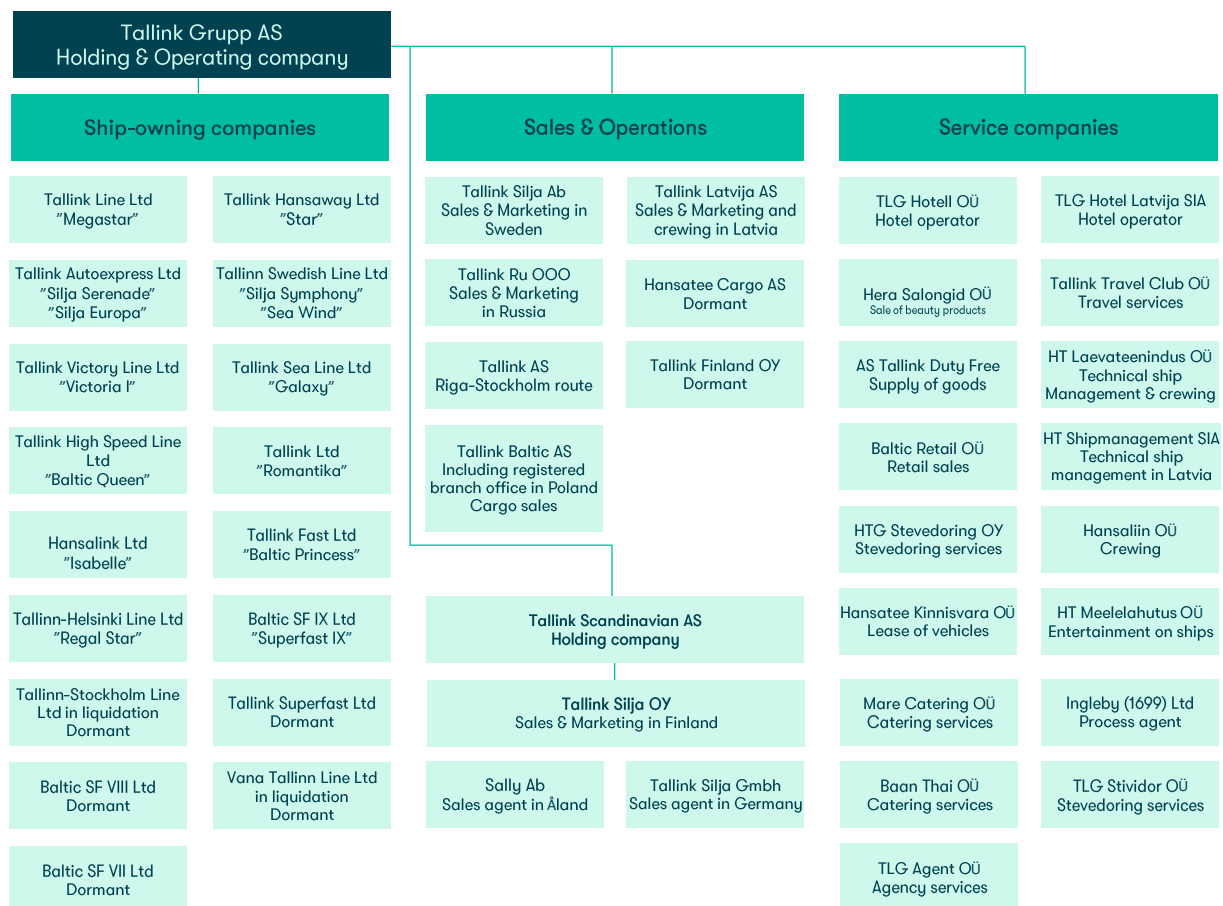 Tallink Grupp AS
Holding & Operating company
Ship-owning companies
Tallink Line Ltd
"Megastar"
Tallink Hansaway Ltd
"Star"
Tallink Autoexpress Ltd
"Silja Serenade"
"Silja Europa"
Tallinn Swedish Line Ltd
"Silja Symphony"
"Sea Wind"
Tallink Victory Line Ltd
"Victoria I"
Tallink Sea Line Ltd
"Galaxy"
Tallink High Speed Line
Ltd
"Baltic Queen"
Tallink Ltd
"Romantika"
Hansalink Ltd
"Isabelle"
Tallink Fast Ltd
"Baltic Princess"
Tallinn-Helsinki Line Ltd
"Regal Star"
Baltic SF IX Ltd
"Superfast IX"
Tallinn-Stockholm Line
Ltd in liquidation
Dormant
Tallink Superfast Ltd
Dormant
Baltic SF VIII Ltd
Dormant
Vana Tallinn Line Ltd
in liquidation
Dormant
Baltic SF VII Ltd
Dormant
Sales & Operations
Tallink Silja Ab
Sales & Marketing in
Sweden
Tallink Latvija AS
Sales & Marketing and
crewing in Latvia
Tallink Ru OOO
Sales & Marketing
in Russia
Hansatee Cargo AS
Dormant
Tallink AS
Riga-Stockholm route
Tallink Finland OY
Dormant
Tallink Baltic AS
Including registered
branch office in Poland
Cargo sales
Tallink Scandinavian AS
Holding company
Tallink Silja OY
Sales & Marketing in Finland
Sally Ab
Sales agent in Åland
Tallink Silja Gmbh
Sales agent in Germany
Service companies
TLG Hotell OÜ
Hotel operator
TLG Hotel Latvija SIA
Hotel operator
Hera Salongid OÜ
Sale of beauty products
Tallink Travel Club OÜ
Travel services
AS Tallink Duty Free
Supply of goods
HT Laevateenindus OÜ
Technical ship
Management & crewing
Baltic Retail OÜ
Retail sales
HT Shipmanagement SIA
Technical ship
management in Latvia
HTG Stevedoring OY
Stevedoring services
Hansaliin OÜ
Crewing
Hansatee Kinnisvara OÜ
Lease of vehicles
HT Meelelahutus OÜ
Entertainment on ships
Mare Catering OÜ
Catering services
Ingleby (1699) Ltd
Process agent
Baan Thai OÜ
Catering services
TLG Stividor OÜ
Stevedoring services
TLG Agent OÜ
Agency services